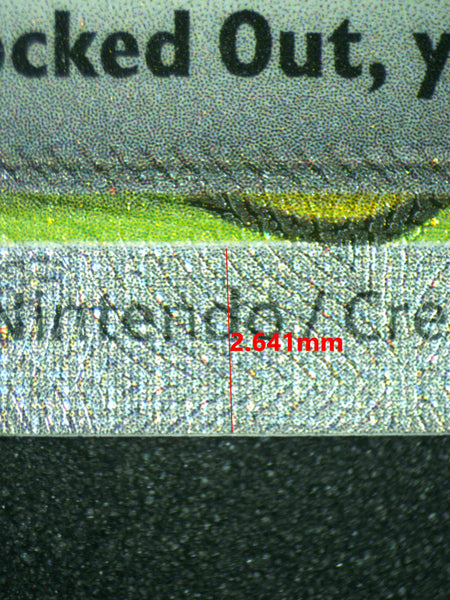 ocked Out, y
Nintendo / Cre
2.641mm